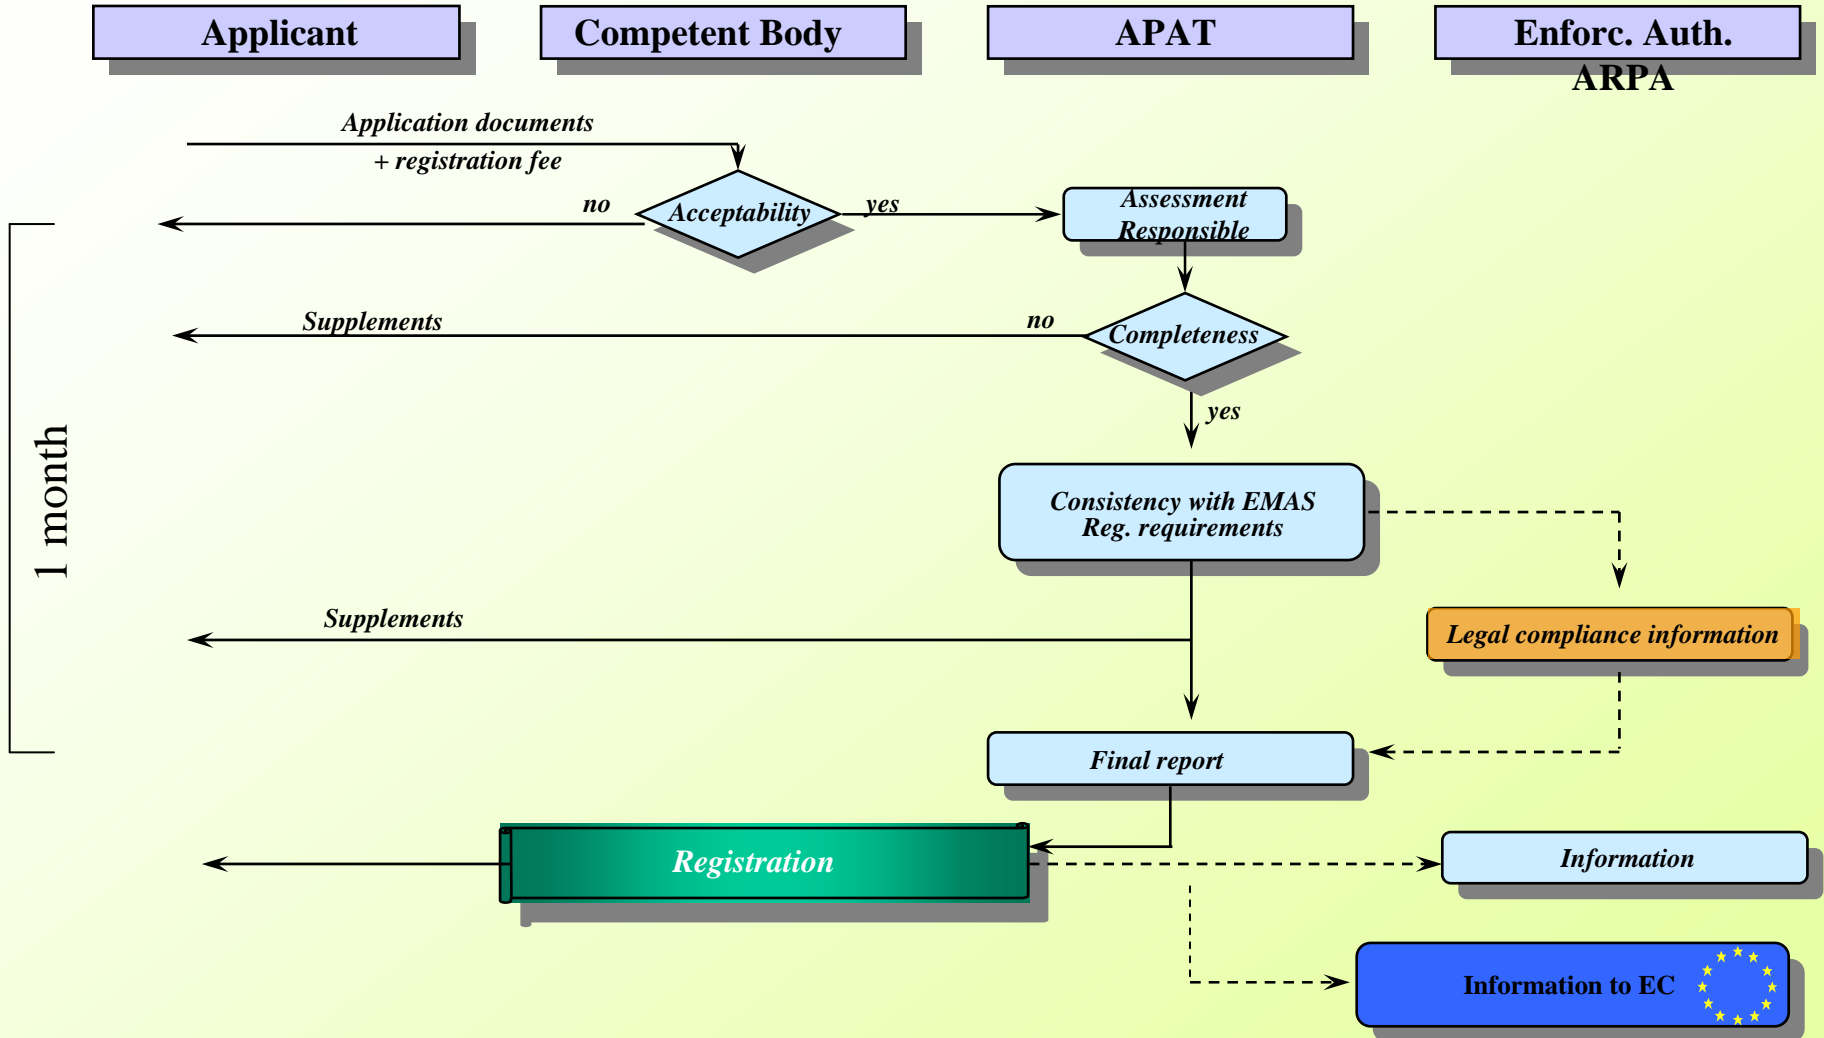 Applicant
Competent Body
APAT
Enforc. Auth.
ARPA
Application documents
+ registration fee
no
Acceptability
yes
Assessment
Responsible
Supplements
no
Completeness
yes
1 month
Consistency with EMAS
Reg. requirements
Supplements
Legal compliance information
Final report
Registration
Information
Information to EC